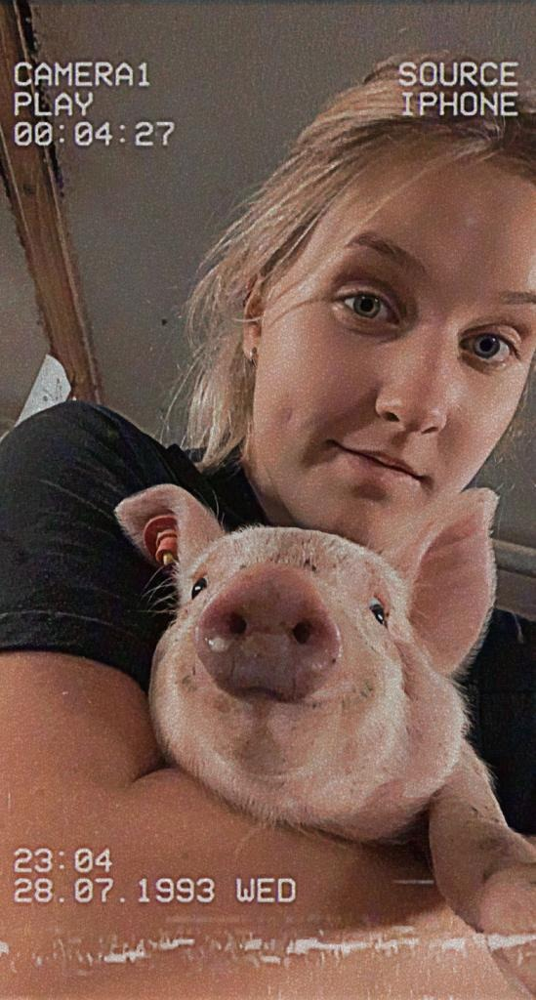 CAMERA1
PLAY
00:04:27
SOURCE
IPHONE
23:04
28.07.1993 WED